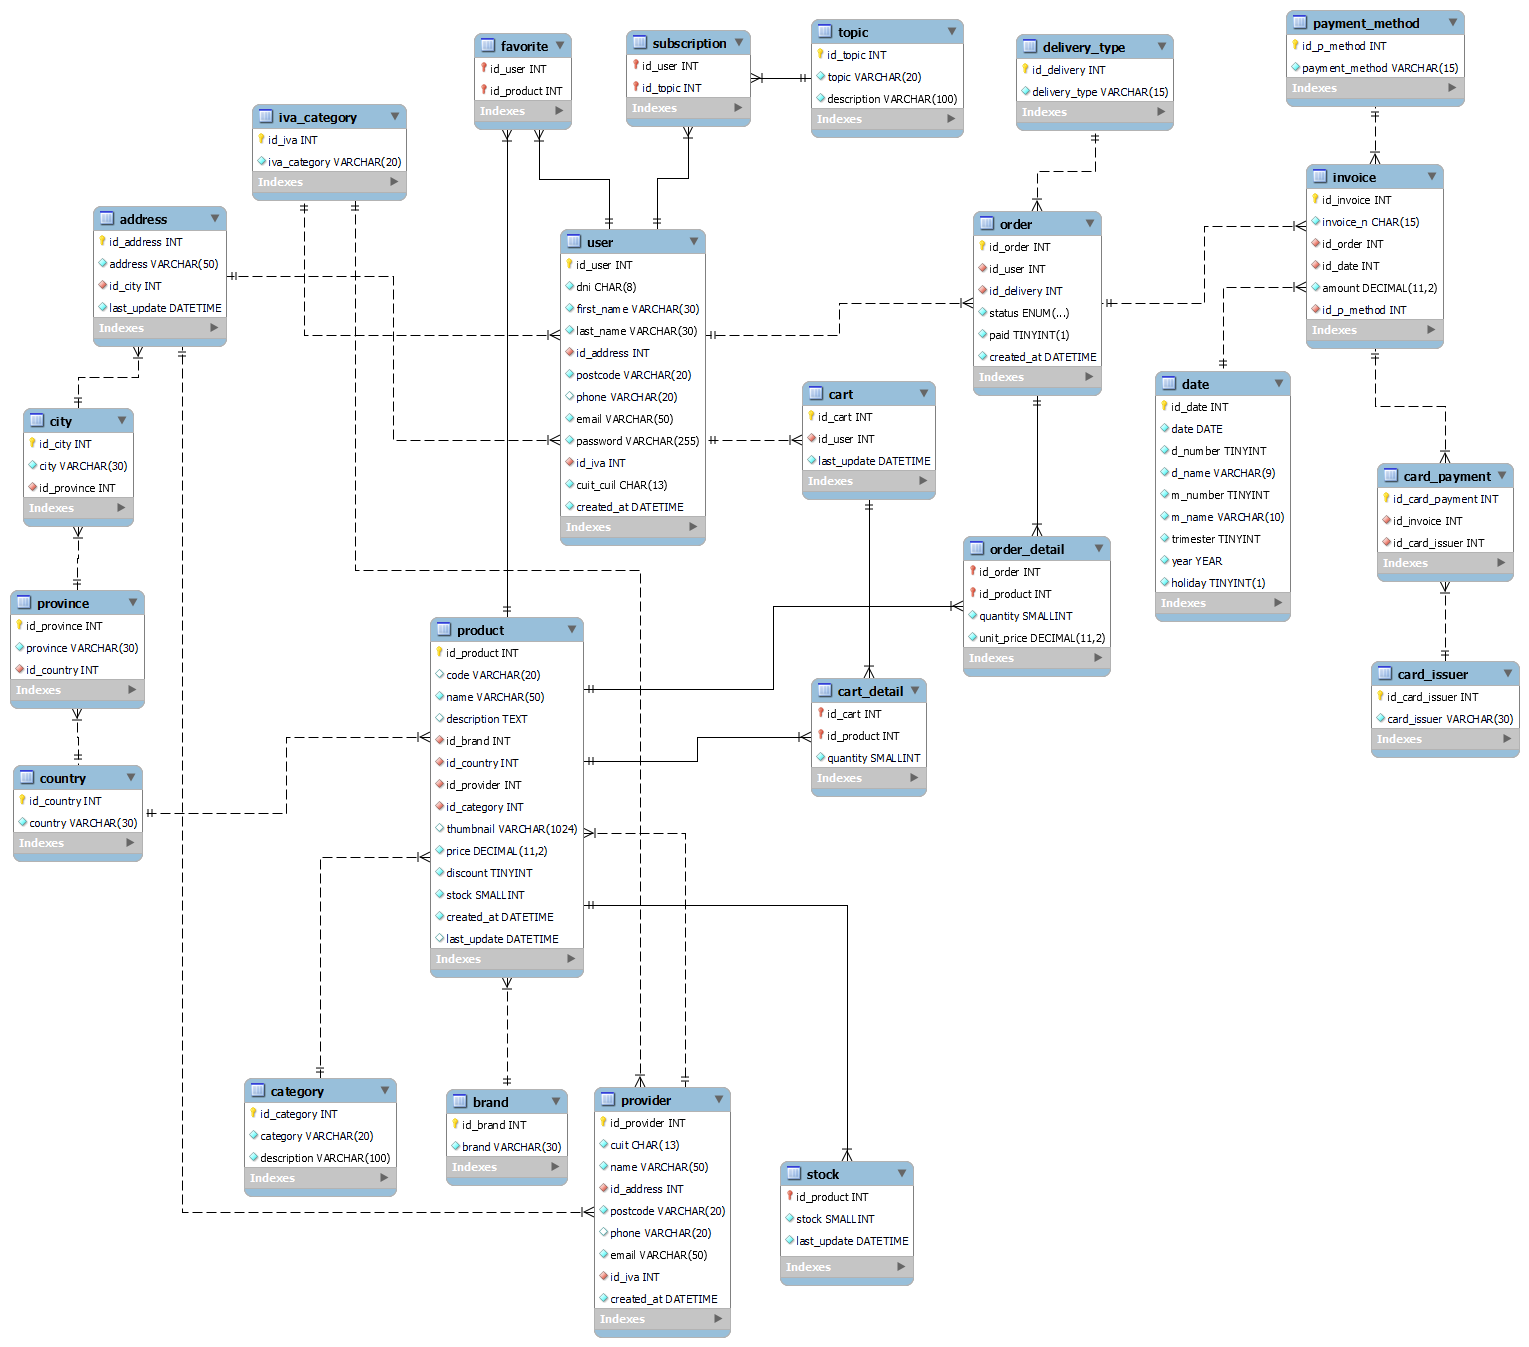 favorite
id_user INT
id_product INT
Indexes
subscription
id_user INT
id_topic INT
Indexes
topic
id_topic INT
topic VARCHAR(20)
description VARCHAR(100)
Indexes
delivery_type
id_delivery INT
delivery_type VARCHAR(15)
Indexes
payment_method
id_p_method INT
payment_method VARCHAR(15)
Indexes
iva_category
id_iva INT
iva_category VARCHAR(20)
Indexes
address
id_address INT
address VARCHAR(50)
id_city INT
last_update DATETIME
Indexes
user
id_user INT
dni CHAR(8)
first_name VARCHAR(30)
last_name VARCHAR(30)
id_address INT
postcode VARCHAR(20)
phone VARCHAR(20)
email VARCHAR(50)
password VARCHAR(255)
id_iva INT
cuit_cuil CHAR(13)
created_at DATETIME
Indexes
order
id_order INT
id_user INT
id_delivery INT
status ENUM(...)
paid TINYINT(1)
created_at DATETIME
Indexes
invoice
id_invoice INT
invoice_n CHAR(15)
id_order INT
id_date INT
amount DECIMAL(11,2)
id_p_method INT
Indexes
city
id_city INT
city VARCHAR(30)
id_province INT
Indexes
cart
id_cart INT
id_user INT
last_update DATETIME
Indexes
date
id_date INT
date DATE
d_number TINYINT
d_name VARCHAR(9)
m_number TINYINT
m_name VARCHAR(10)
trimester TINYINT
year YEAR
holiday TINYINT(1)
Indexes
card_payment
id_card_payment INT
id_invoice INT
id_card_issuer INT
Indexes
province
id_province INT
province VARCHAR(30)
id_country INT
Indexes
order_detail
id_order INT
id_product INT
quantity SMALLINT
unit_price DECIMAL(11,2)
Indexes
product
id_product INT
code VARCHAR(20)
name VARCHAR(50)
description TEXT
id_brand INT
id_country INT
id_provider INT
id_category INT
thumbnail VARCHAR(1024)
price DECIMAL(11,2)
discount TINYINT
stock SMALLINT
created_at DATETIME
last_update DATETIME
Indexes
cart_detail
id_cart INT
id_product INT
quantity SMALLINT
Indexes
card_issuer
id_card_issuer INT
card_issuer VARCHAR(30)
Indexes
country
id_country INT
country VARCHAR(30)
Indexes
category
id_category INT
category VARCHAR(20)
description VARCHAR(100)
Indexes
brand
id_brand INT
brand VARCHAR(30)
Indexes
provider
id_provider INT
cuit CHAR(13)
name VARCHAR(50)
id_address INT
postcode VARCHAR(20)
phone VARCHAR(20)
email VARCHAR(50)
id_iva INT
created_at DATETIME
Indexes
stock
id_product INT
stock SMALLINT
last_update DATETIME
Indexes